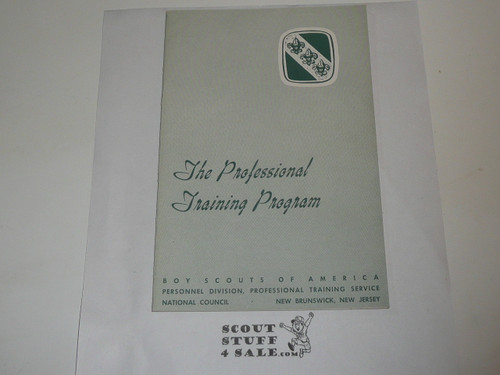 The Professional
Training Program
BOY SCOUTS OF AMERICA
PERSONNEL DIVISION, PROFESSIONAL TRAINING SERVICE
NATIONAL COUNCIL NEW BRUNSWICK, NEW JERSEY
SCOUT
STUFF
4 SALE.com